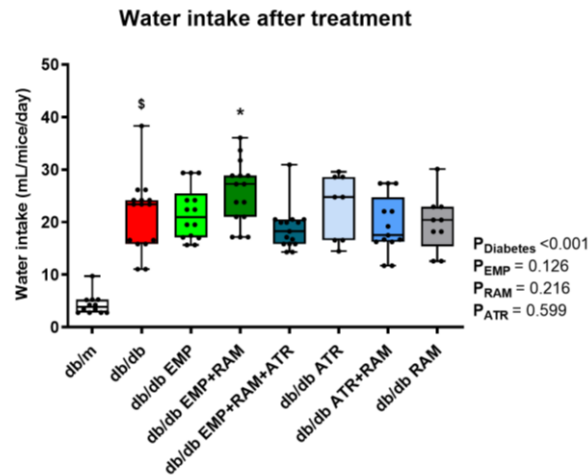 Water intake after treatment
Water intake (mL/mice/day)
50
40
30
20
10
0
$
*
db/m
db/db
db/db EMP
db/db EMP+RAM
db/db EMP+RAM+ATR
db/db ATR
db/db ATR+RAM
db/db RAM
PDiabetes <0.001
PEMP = 0.126
PRAM = 0.216
PATR = 0.599